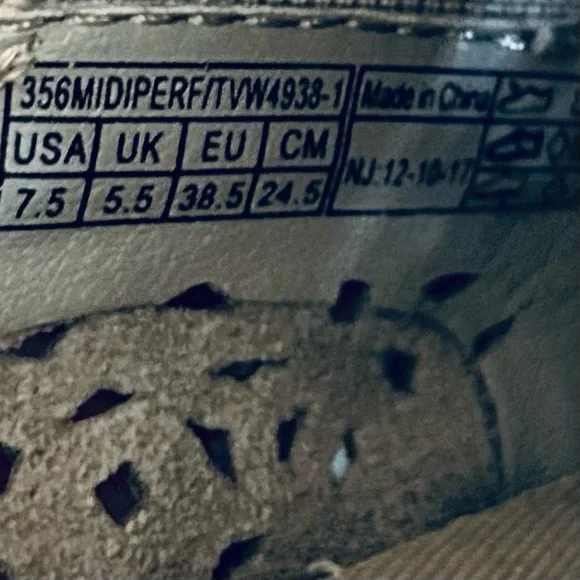 356MIDIPERF/TVW4938-1
Made in China
USA UK EU CM
7.5 5.5 38.5 24.5
NJ:12-10-17